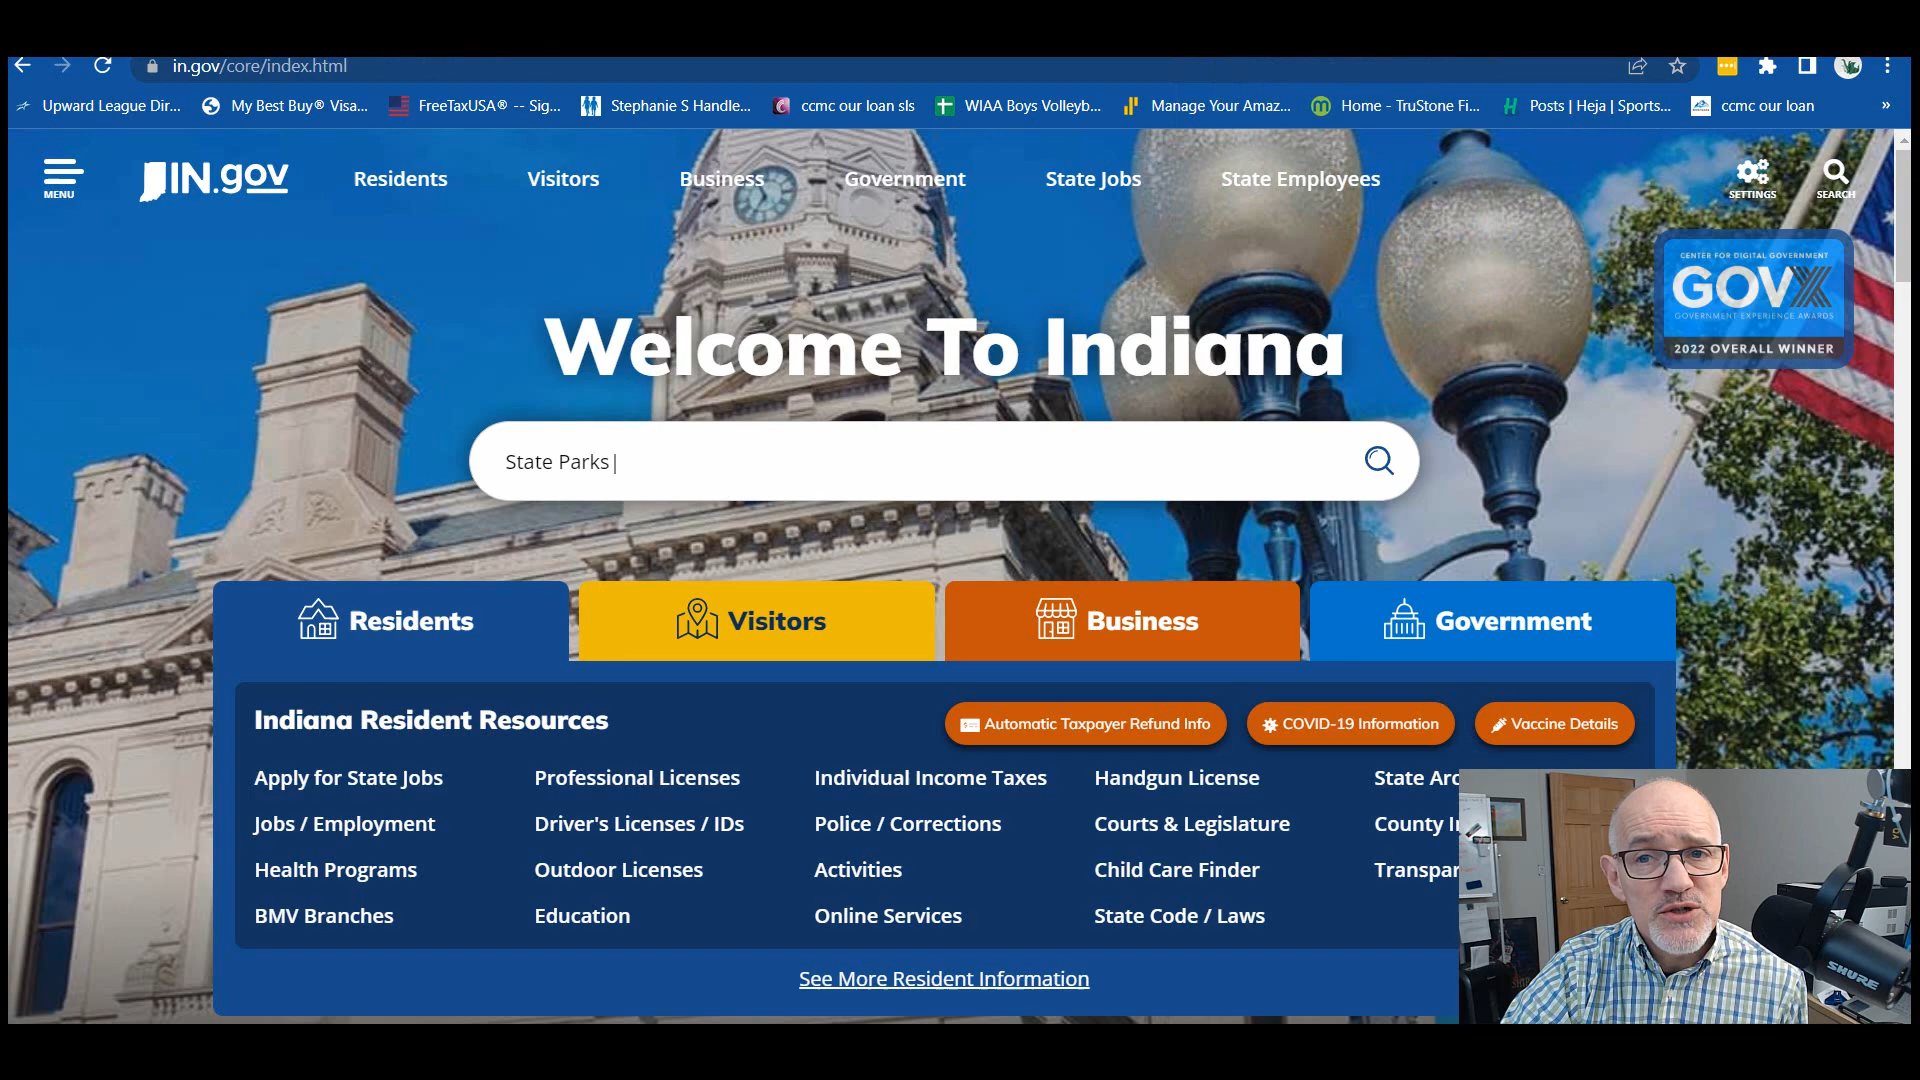 in.gov/core/index.html
Upward League Dir... My Best Buy® Visa... FreeTaxUSA® -- Sig... Stephanie S Handle... ccmc our loan sls WIAA Boys Volleyb... Manage Your Amaz... Home - TruStone Fi... Posts | Heja | Sports... ccmc our loan »
MENU IN.gov Residents Visitors Business Government State Jobs State Employees SETTINGS SEARCH
CENTER FOR DIGITAL GOVERNMENT
GOVX
GOVERNMENT EXPERIENCE AWARDS
2022 OVERALL WINNER
Welcome To Indiana
State Parks
Residents Visitors Business Government
Indiana Resident Resources Automatic Taxpayer Refund Info COVID-19 Information Vaccine Details
Apply for State Jobs Professional Licenses Individual Income Taxes Handgun License State Arc
Jobs / Employment Driver's Licenses / IDs Police / Corrections Courts & Legislature County I
Health Programs Outdoor Licenses Activities Child Care Finder Transpar
BMV Branches Education Online Services State Code / Laws
See More Resident Information
SHURE